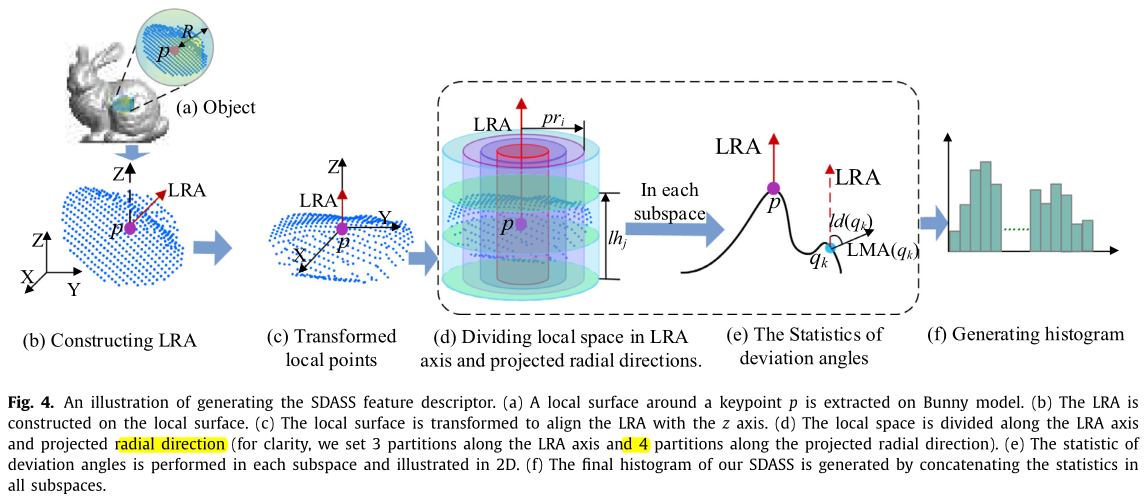 R
p
(a) Object
Z
LRA
p
Z
X
Y
(b) Constructing LRA
Z
LRA
Y
p
X
(c) Transformed
local points
LRA
pr_i
p
lh_j
(d) Dividing local space in LRA
axis and projected radial directions.
In each
subspace
LRA
p
LRA
ld(q_k)
LMA(q_k)
q_k
(e) The Statistics of
deviation angles
(f) Generating histogram
Fig. 4. An illustration of generating the SDASS feature descriptor. (a) A local surface around a keypoint p is extracted on Bunny model. (b) The LRA is
constructed on the local surface. (c) The local surface is transformed to align the LRA with the z axis. (d) The local space is divided along the LRA axis
and projected radial direction (for clarity, we set 3 partitions along the LRA axis and 4 partitions along the projected radial direction). (e) The statistic of
deviation angles is performed in each subspace and illustrated in 2D. (f) The final histogram of our SDASS is generated by concatenating the statistics in
all subspaces.